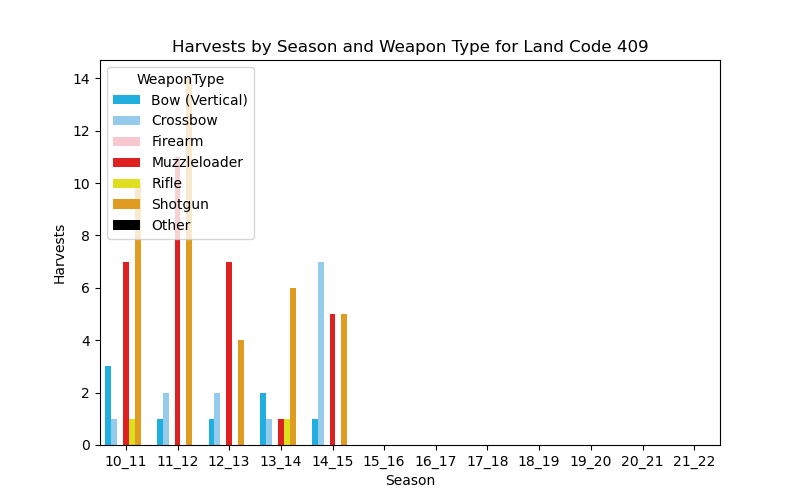 Harvests by Season and Weapon Type for Land Code 409
14
12
10
8
6
4
2
0
Harvests
WeaponType
Bow (Vertical)
Crossbow
Firearm
Muzzleloader
Rifle
Shotgun
Other
10_11 11_12 12_13 13_14 14_15 15_16 16_17 17_18 18_19 19_20 20_21 21_22
Season